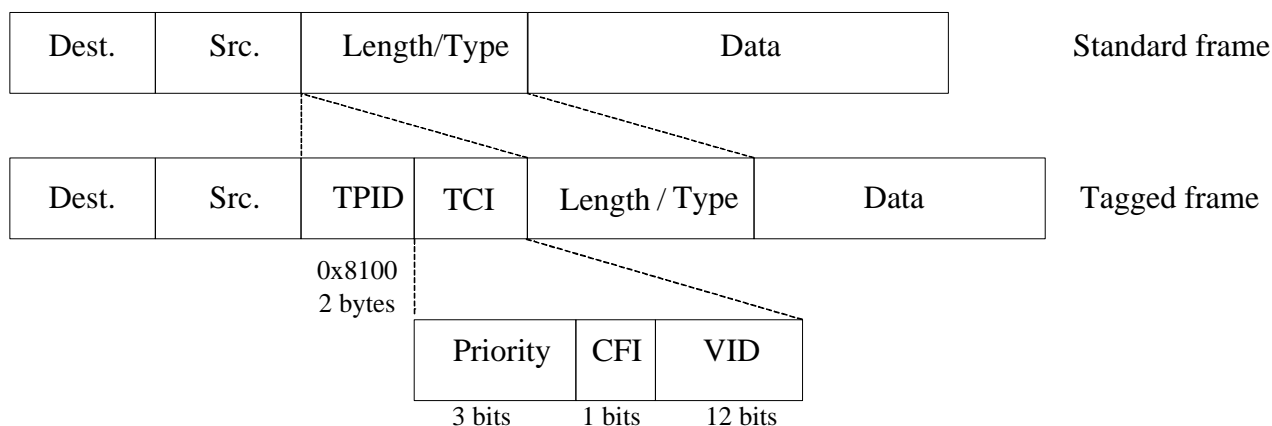 Dest. Src. Length/Type Data Standard frame
Dest. Src. TPID TCI Length / Type Data Tagged frame
0x8100
2 bytes
Priority CFI VID
3 bits 1 bits 12 bits